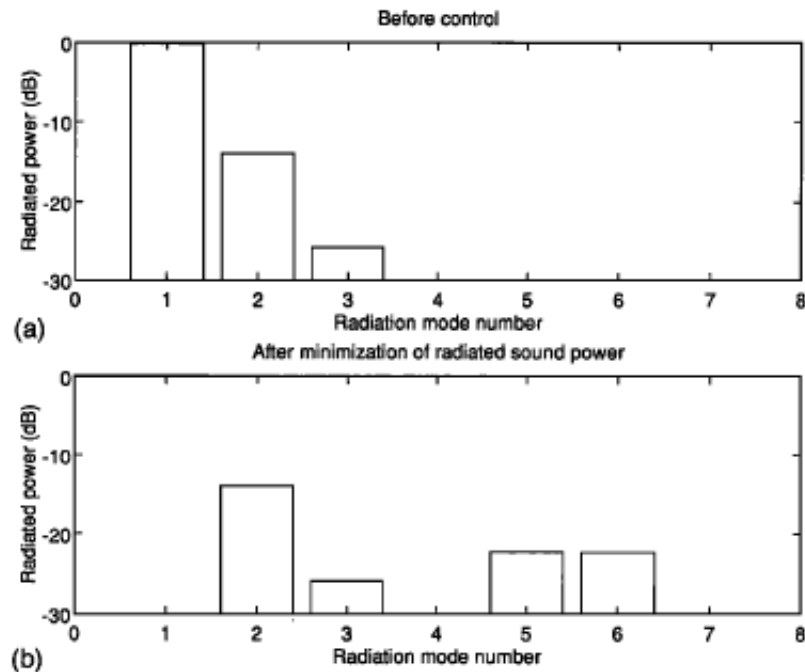 Before control
Radiated power (dB)
0
-10
-20
-30
0 1 2 3 4 5 6 7 8
Radiation mode number
(a)
After minimization of radiated sound power
Radiated power (dB)
0
-10
-20
-30
0 1 2 3 4 5 6 7 8
Radiation mode number
(b)